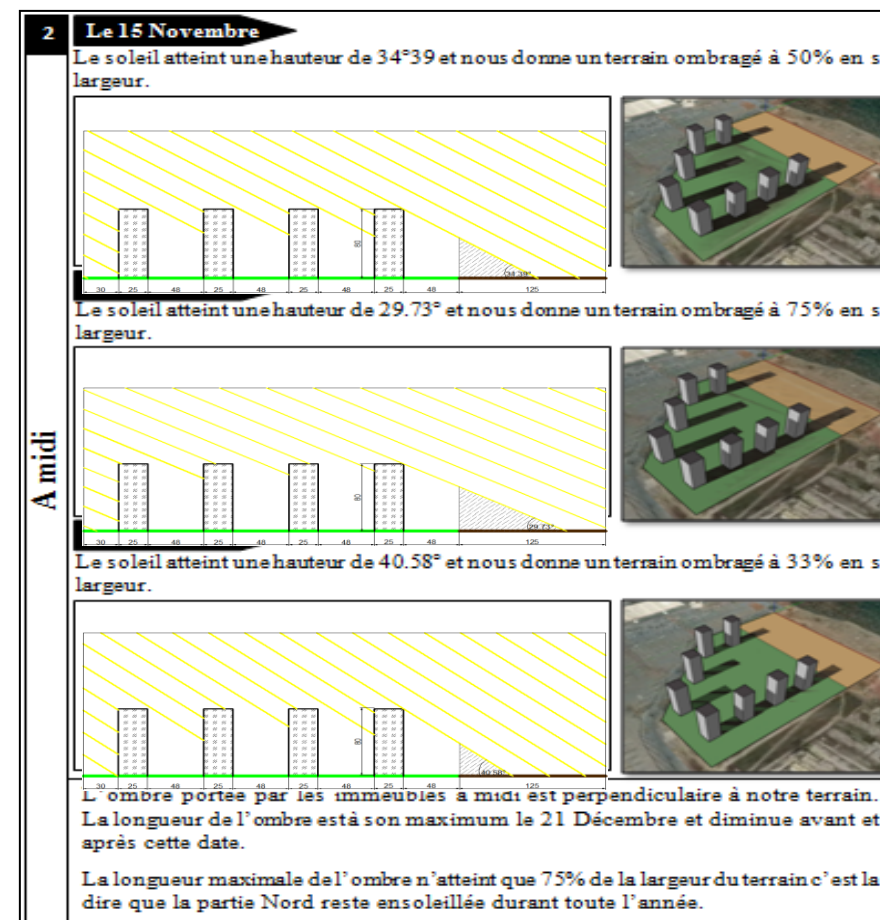 2 Le 15 Novembre
Le soleil atteint une hauteur de 34°39 et nous donne un terrain ombragé à 50% en s
largeur.
80
34.39°
30 25 48 25 48 25 48 25 48 125
Le soleil atteint une hauteur de 29.73° et nous donne un terrain ombragé à 75% en s
largeur.
80
29.73°
30 25 48 25 48 25 48 25 48 125
A midi
Le soleil atteint une hauteur de 40.58° et nous donne un terrain ombragé à 33% en s
largeur.
80
40.58°
30 25 48 25 48 25 48 25 48 125
L'ombre portée par les immeubles à midi est perpendiculaire à notre terrain.
La longueur de l'ombre est à son maximum le 21 Décembre et diminue avant et
après cette date.
La longueur maximale de l'ombre n'atteint que 75% de la largeur du terrain c'est la
dire que la partie Nord reste ensoleillée durant toute l'année.